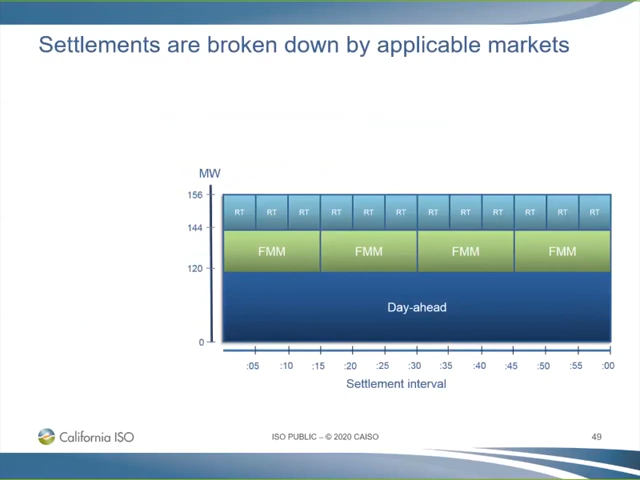 Settlements are broken down by applicable markets
MW
156
RT RT RT RT RT RT RT RT RT RT RT RT
144
FMM FMM FMM FMM
120
Day-ahead
0
:05 :10 :15 :20 :25 :30 :35 :40 :45 :50 :55 :00
Settlement interval
California ISO
ISO PUBLIC – © 2020 CAISO
49